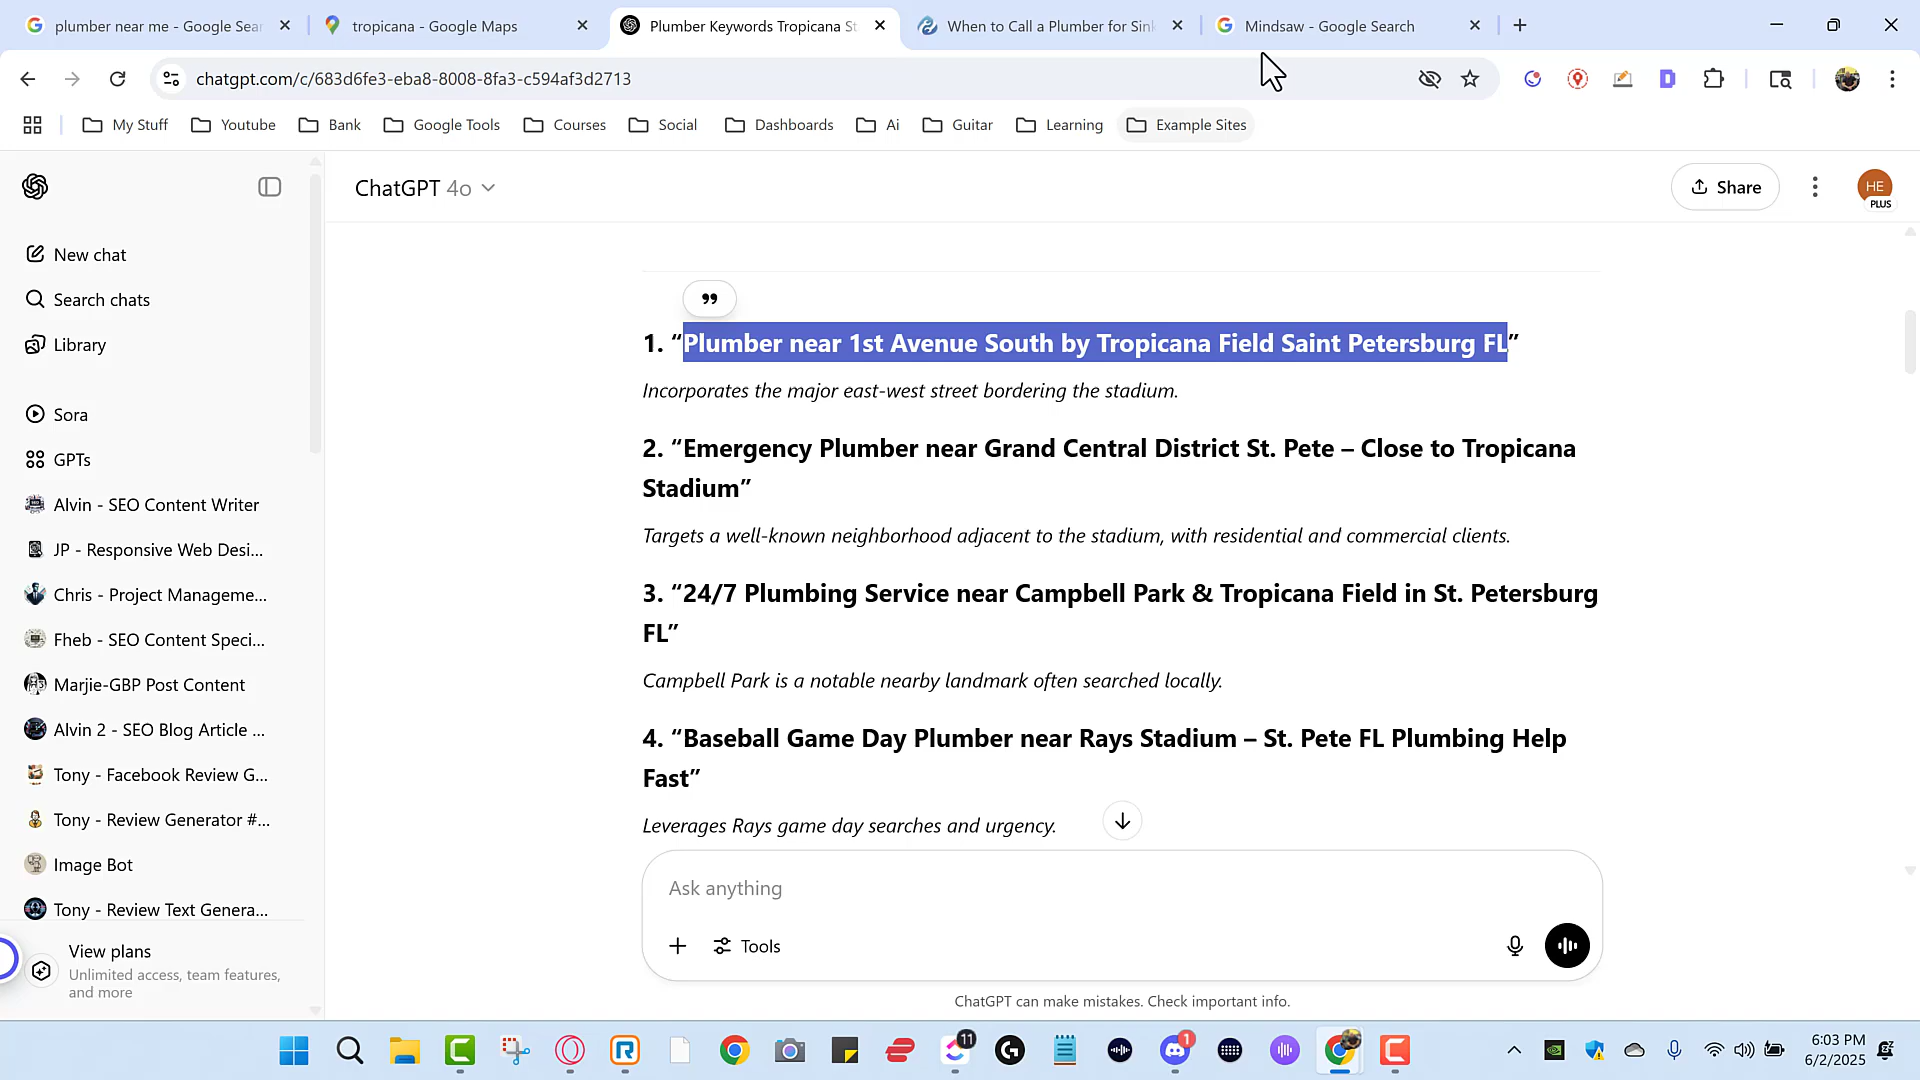 plumber near me - Google Sear
tropicana - Google Maps
Plumber Keywords Tropicana St
When to Call a Plumber for Sink
Mindsaw - Google Search
chatgpt.com/c/683d6fe3-eba8-8008-8fa3-c594af3d2713
My Stuff
Youtube
Bank
Google Tools
Courses
Social
Dashboards
Ai
Guitar
Learning
Example Sites
ChatGPT 4o
Share
HE
PLUS
New chat
Search chats
Library
Sora
GPTs
Alvin - SEO Content Writer
JP - Responsive Web Desi...
Chris - Project Manageme...
Fheb - SEO Content Speci...
Marjie-GBP Post Content
Alvin 2 - SEO Blog Article ...
Tony - Facebook Review G...
Tony - Review Generator #...
Image Bot
Tony - Review Text Genera...
View plans
Unlimited access, team features,
and more
1. “Plumber near 1st Avenue South by Tropicana Field Saint Petersburg FL”
Incorporates the major east-west street bordering the stadium.
2. “Emergency Plumber near Grand Central District St. Pete – Close to Tropicana
Stadium”
Targets a well-known neighborhood adjacent to the stadium, with residential and commercial clients.
3. “24/7 Plumbing Service near Campbell Park & Tropicana Field in St. Petersburg
FL”
Campbell Park is a notable nearby landmark often searched locally.
4. “Baseball Game Day Plumber near Rays Stadium – St. Pete FL Plumbing Help
Fast”
Leverages Rays game day searches and urgency.
Ask anything
Tools
ChatGPT can make mistakes. Check important info.
11
1
6:03 PM
6/2/2025